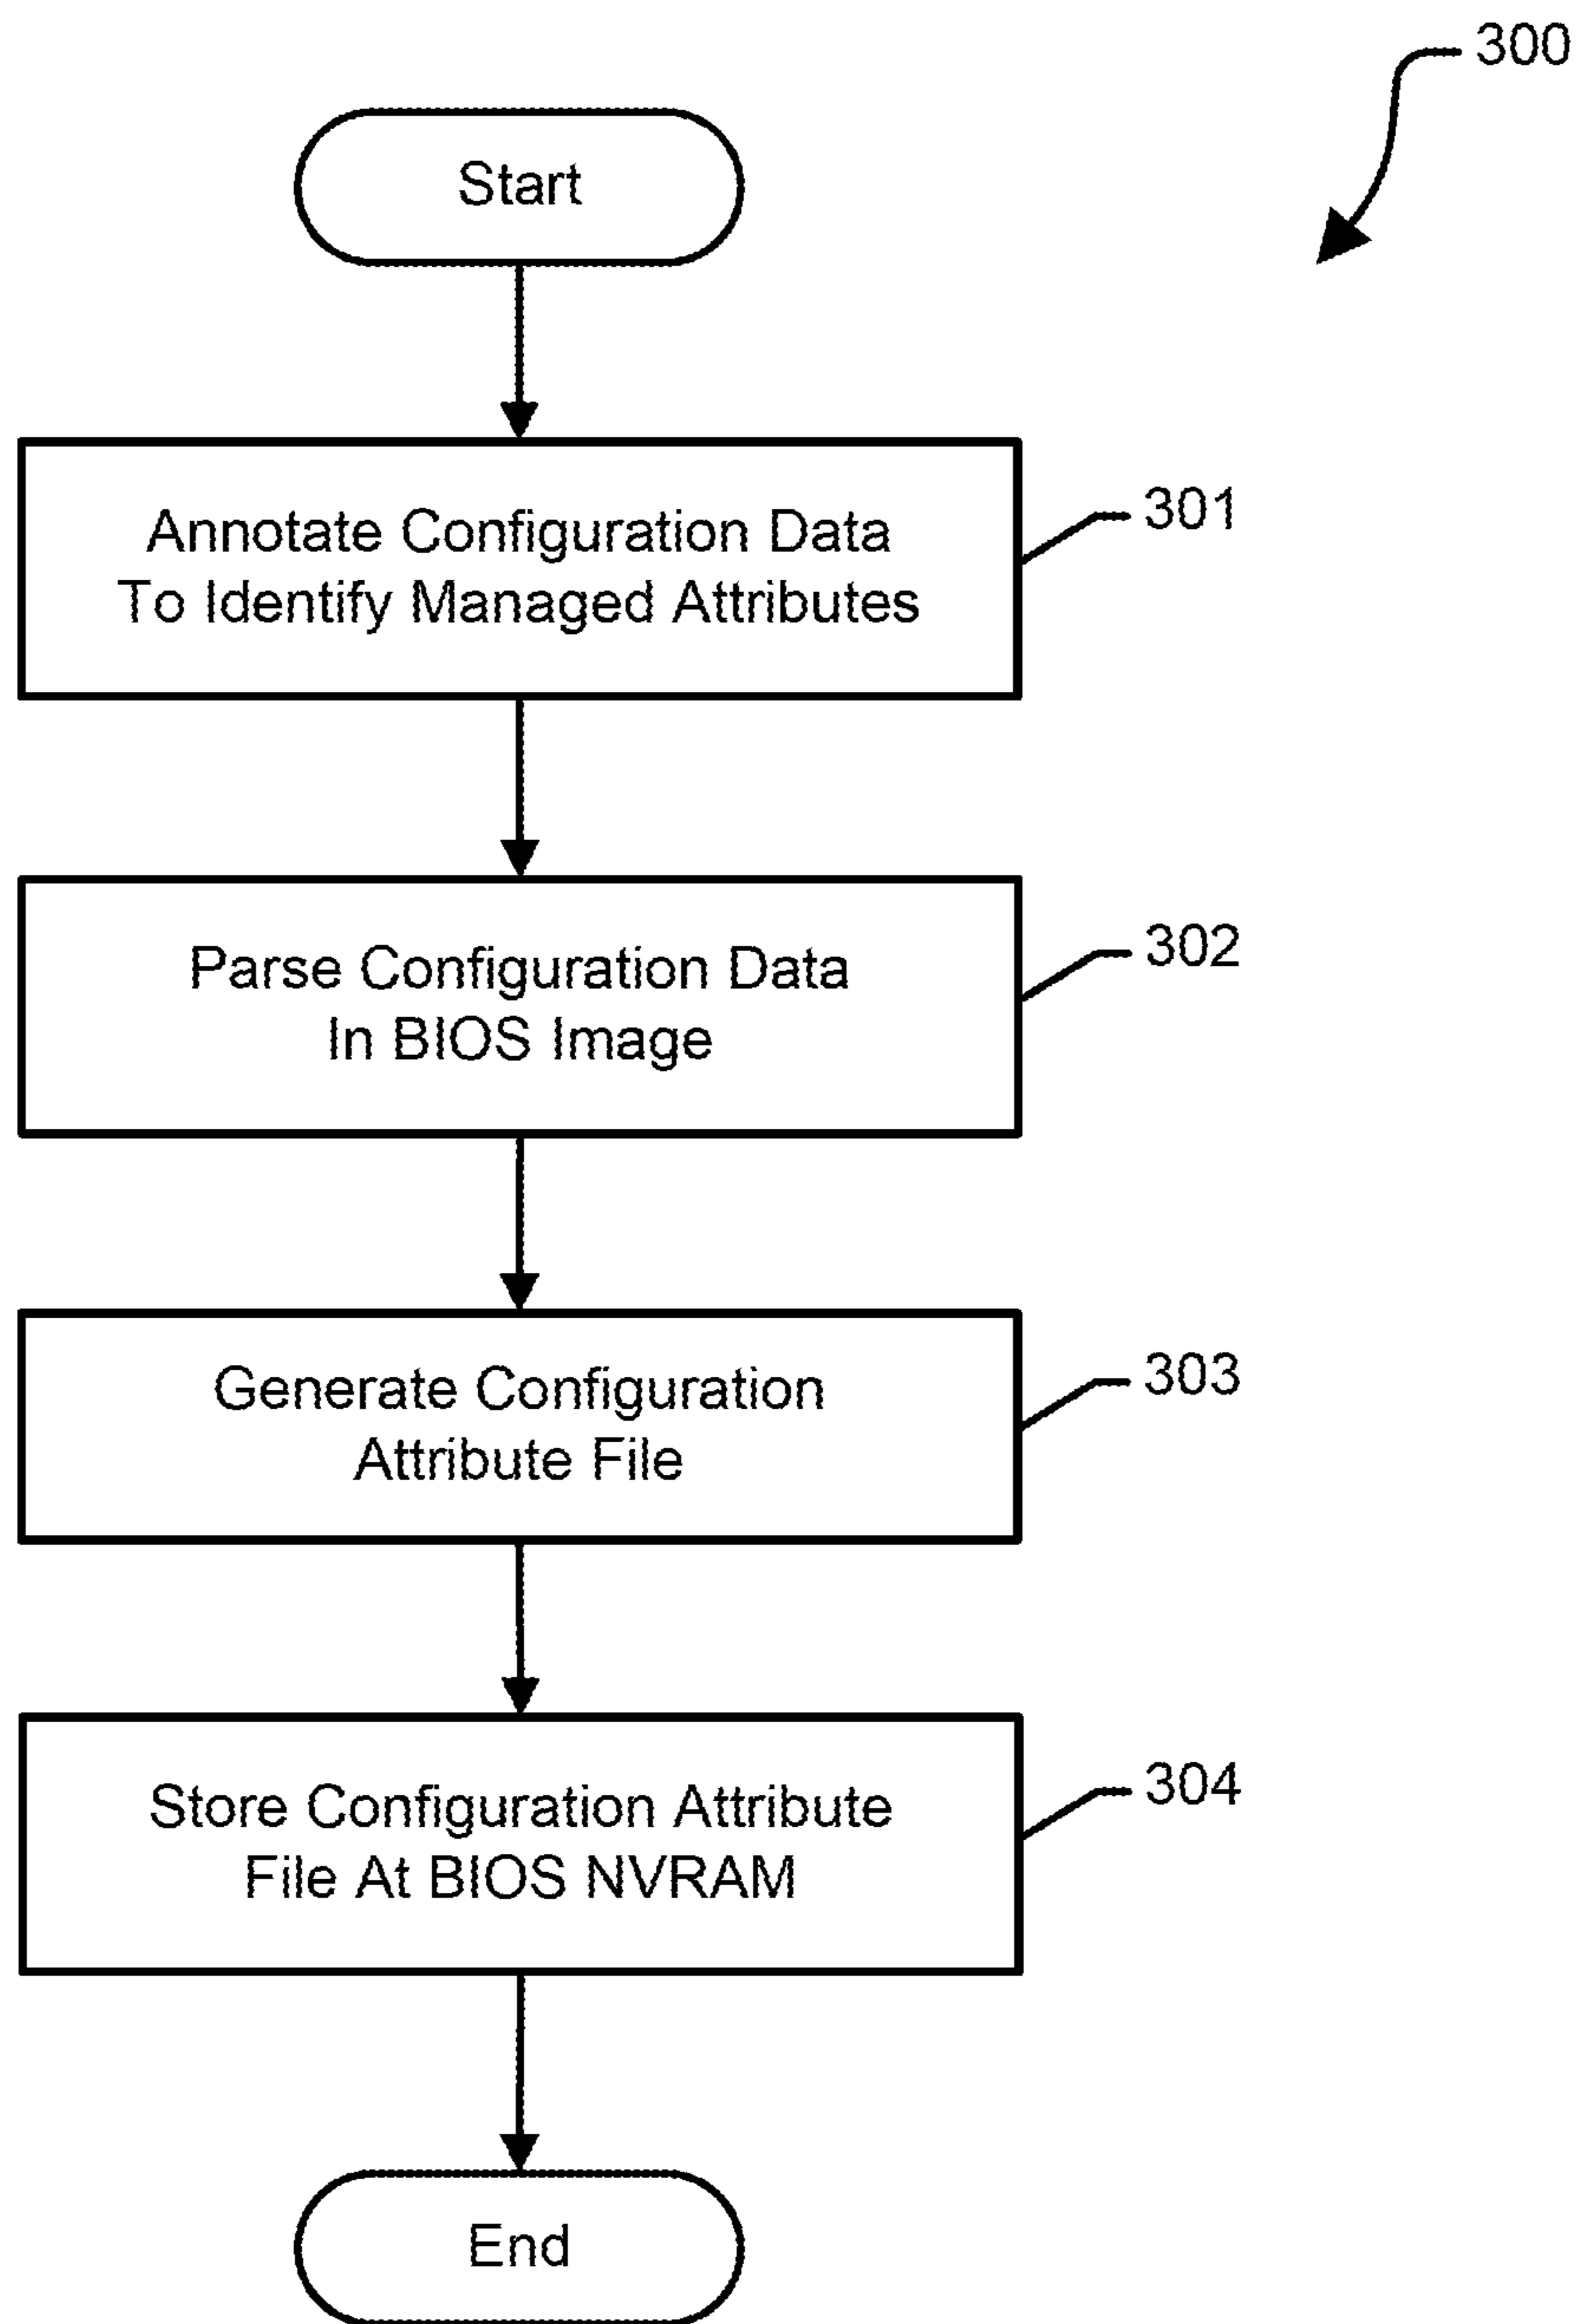 300
Start
Annotate Configuration Data
To Identify Managed Attributes
301
Parse Configuration Data
In BIOS Image
302
Generate Configuration
Attribute File
303
Store Configuration Attribute
File At BIOS NVRAM
304
End